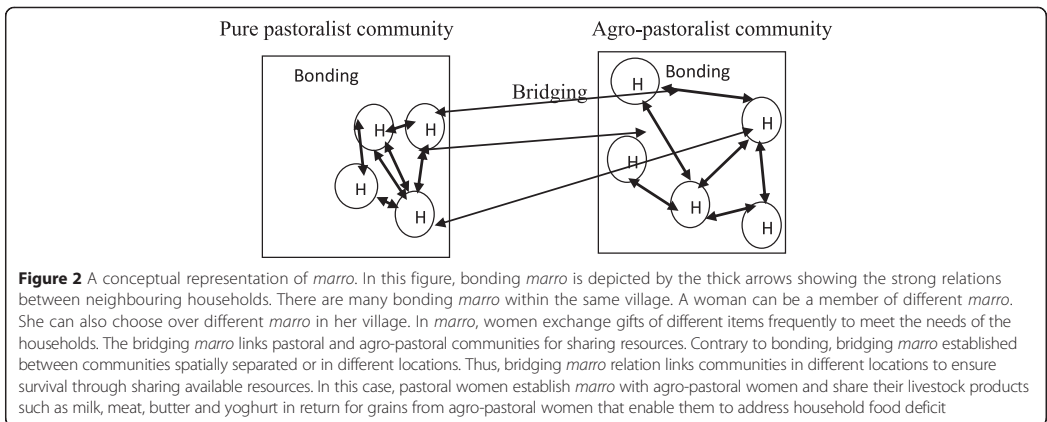 Pure pastoralist community
Agro-pastoralist community
Bonding
Bridging
Bonding
H
H
H
H
H
H
H
H
H
Figure 2 A conceptual representation of marro. In this figure, bonding marro is depicted by the thick arrows showing the strong relations
between neighbouring households. There are many bonding marro within the same village. A woman can be a member of different marro.
She can also choose over different marro in her village. In marro, women exchange gifts of different items frequently to meet the needs of the
households. The bridging marro links pastoral and agro-pastoral communities for sharing resources. Contrary to bonding, bridging marro established
between communities spatially separated or in different locations. Thus, bridging marro relation links communities in different locations to ensure
survival through sharing available resources. In this case, pastoral women establish marro with agro-pastoral women and share their livestock products
such as milk, meat, butter and yoghurt in return for grains from agro-pastoral women that enable them to address household food deficit